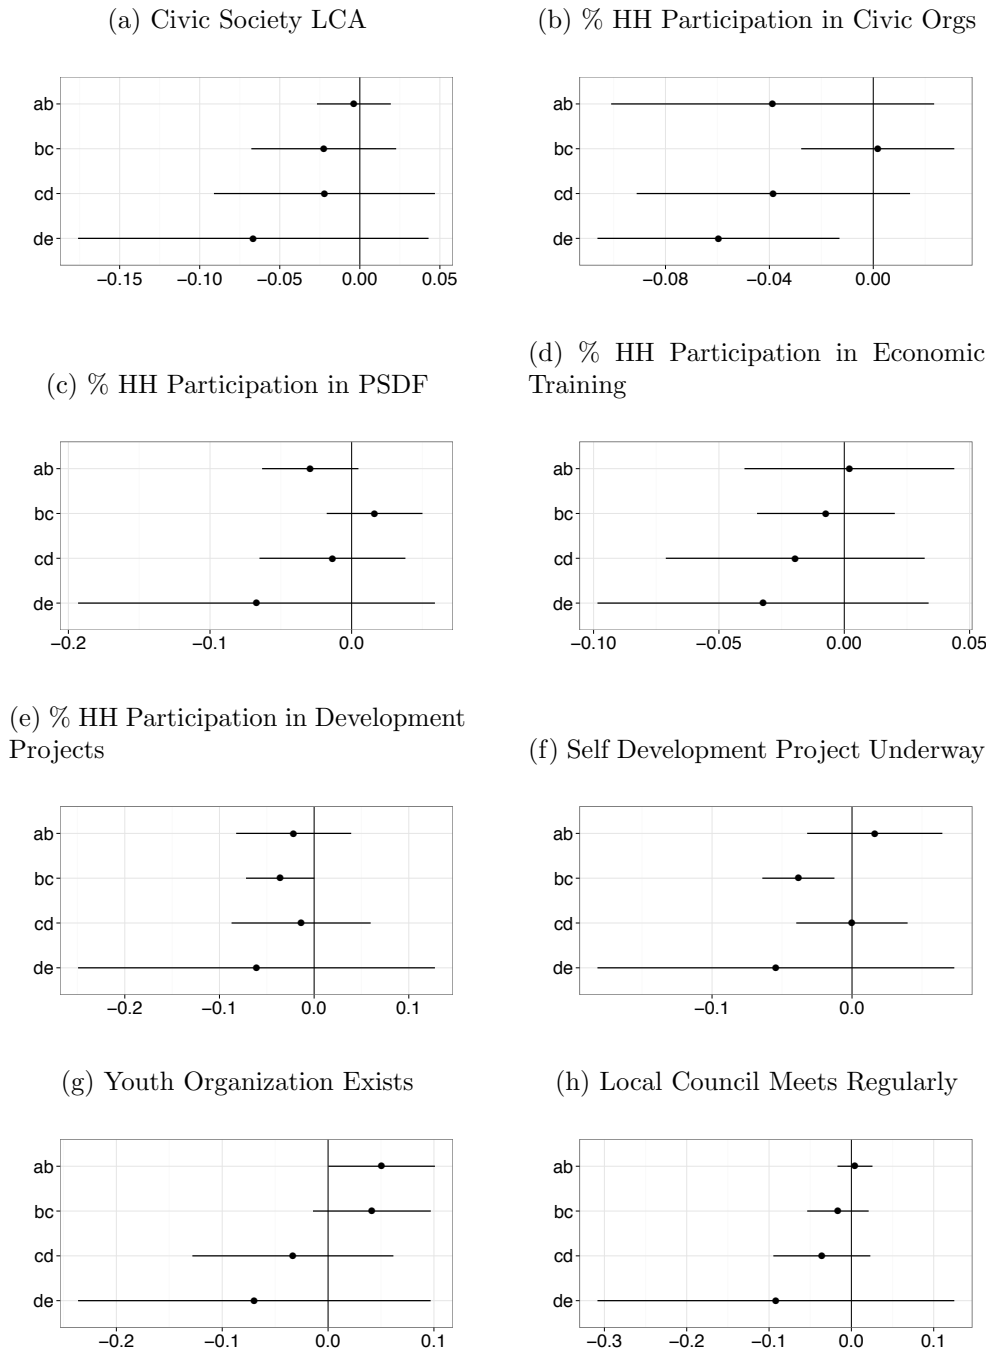 (a) Civic Society LCA
(b) % HH Participation in Civic Orgs
ab
bc
cd
de
−0.15 −0.10 −0.05 0.00 0.05
ab
bc
cd
de
−0.08 −0.04 0.00
(c) % HH Participation in PSDF
(d) % HH Participation in Economic
Training
ab
bc
cd
de
−0.2 −0.1 0.0
ab
bc
cd
de
−0.10 −0.05 0.00 0.05
(e) % HH Participation in Development
Projects
(f) Self Development Project Underway
ab
bc
cd
de
−0.2 −0.1 0.0 0.1
ab
bc
cd
de
−0.1 0.0
(g) Youth Organization Exists
(h) Local Council Meets Regularly
ab
bc
cd
de
−0.2 −0.1 0.0 0.1
ab
bc
cd
de
−0.3 −0.2 −0.1 0.0 0.1